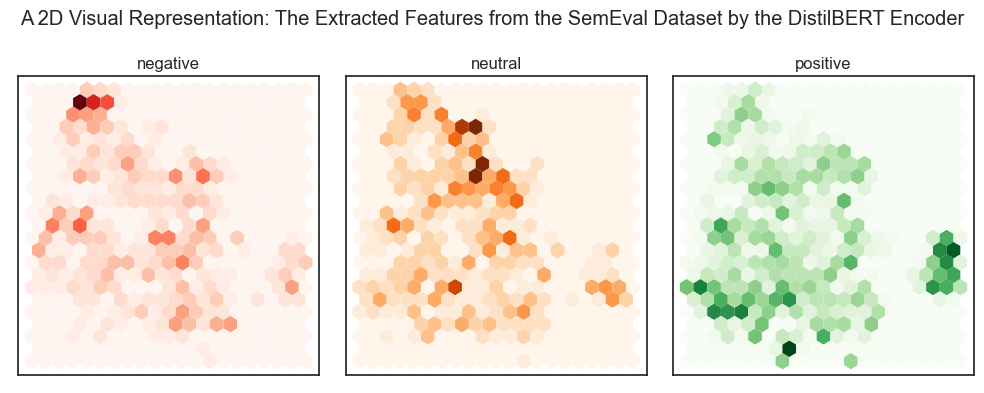 A 2D Visual Representation: The Extracted Features from the SemEval Dataset by the DistilBERT Encoder
negative
neutral
positive